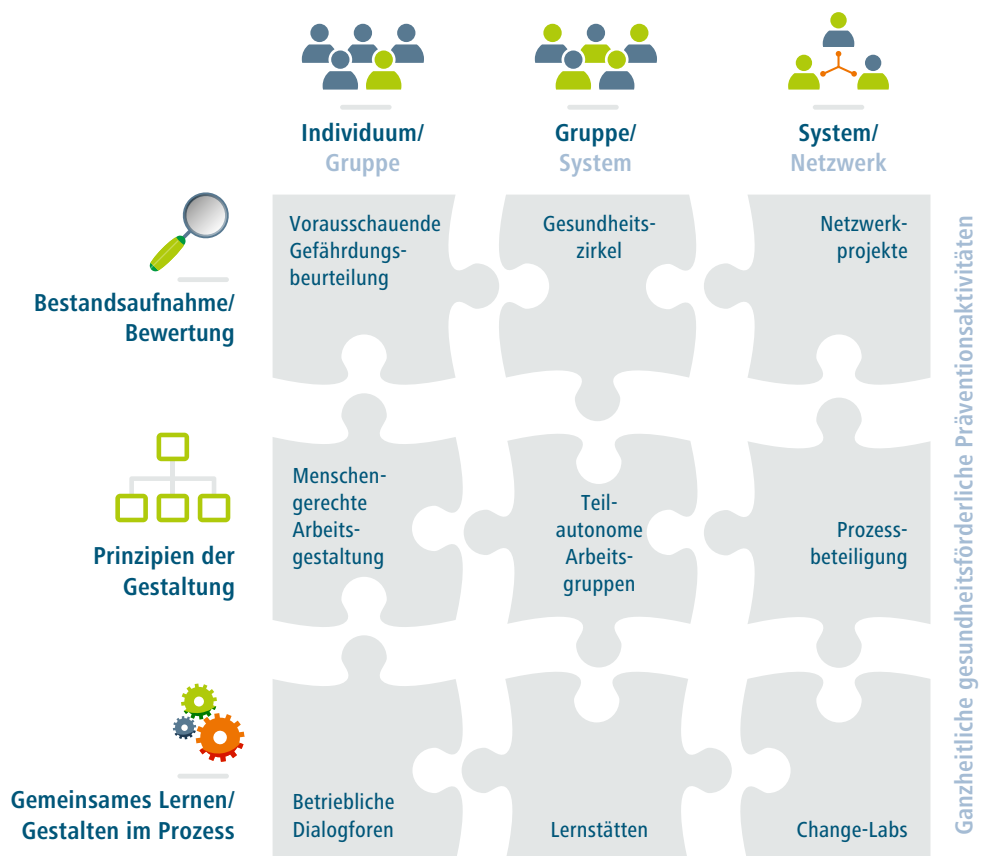 Individuum/
Gruppe
Gruppe/
System
System/
Netzwerk
Bestandsaufnahme/
Bewertung
Vorausschauende
Gefährdungs-
beurteilung
Gesundheits-
zirkel
Netzwerk-
projekte
Prinzipien der
Gestaltung
Menschen-
gerechte
Arbeits-
gestaltung
Teil-
autonome
Arbeits-
gruppen
Prozess-
beteiligung
Gemeinsames Lernen/
Gestalten im Prozess
Betriebliche
Dialogforen
Lernstätten
Change-Labs
Ganzheitliche gesundheitsförderliche Präventionsaktivitäten